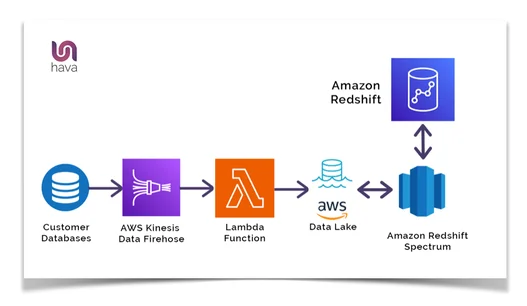 hava
Amazon
Redshift
Customer
Databases
AWS Kinesis
Data Firehose
Lambda
Function
aws
Data Lake
Amazon Redshift
Spectrum